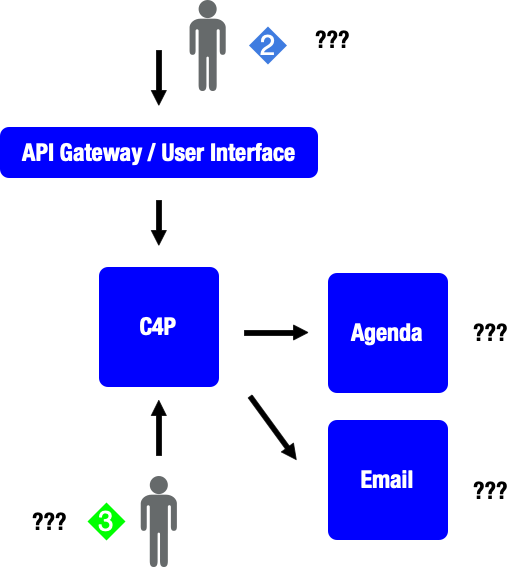 2 ???
API Gateway / User Interface
C4P
Agenda ???
Email ???
??? 3